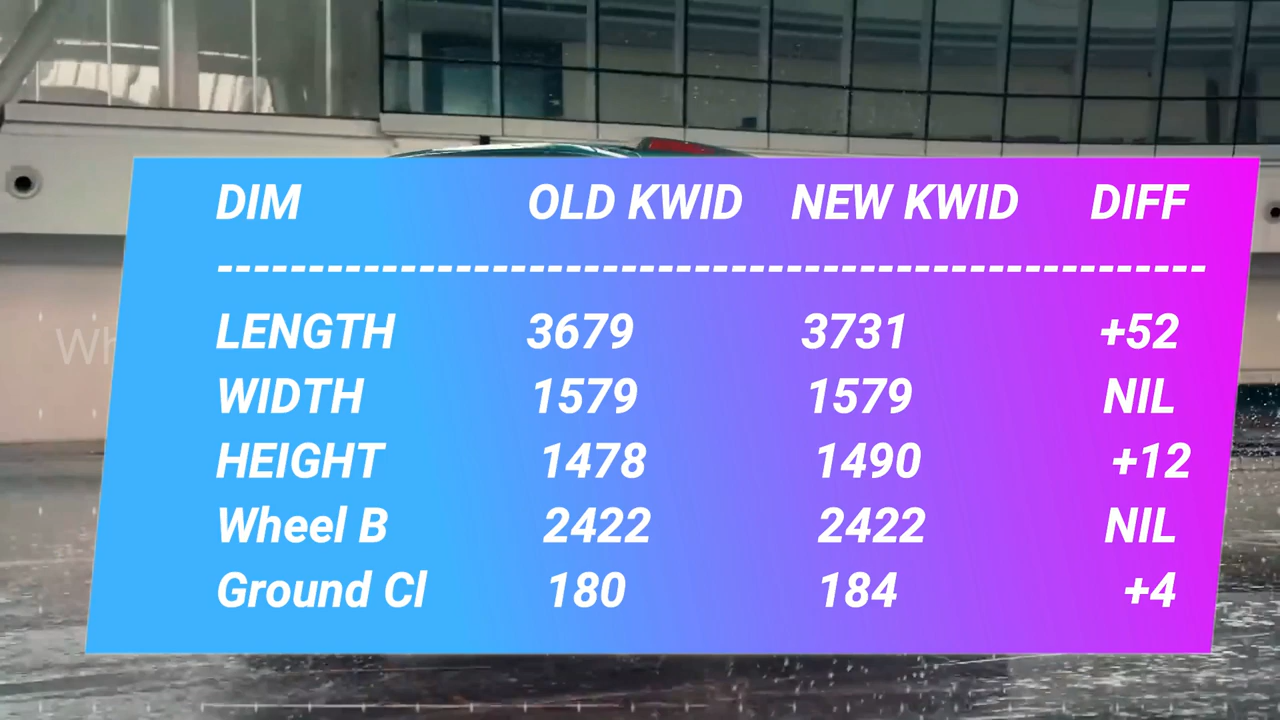 DIM OLD KWID NEW KWID DIFF
------------------------------------------------------
LENGTH 3679 3731 +52
WIDTH 1579 1579 NIL
HEIGHT 1478 1490 +12
Wheel B 2422 2422 NIL
Ground Cl 180 184 +4